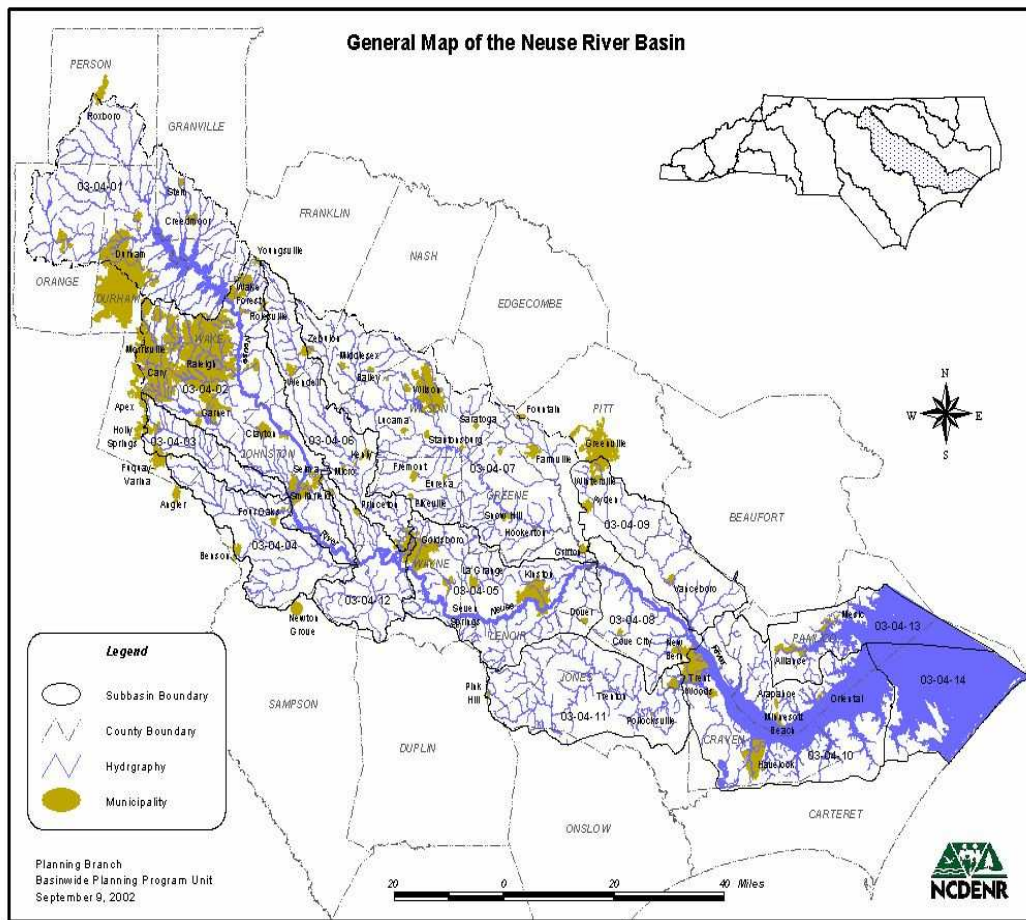 General Map of the Neuse River Basin
PERSON
Roxboro
GRANVILLE
03-04-01
Stem
Creedmoor
FRANKLIN
Youngsville
NASH
Durham
ORANGE
DURHAM
Wake
Forest
Rolesville
EDGECOMBE
WAKE
Neuse
Zebulon
Morrisville
Middlesex
Raleigh
Cary
Bailey
Wendell
Wilson
WILSON
03-04-02
Apex
Garner
Lucama
Saratoga
Fountain
PITT
Holly
Springs
03-04-03
Clayton
03-04-06
Stantonsburg
Greenville
JOHNSTON
Kenly
Farmville
Fuquay
Varina
Selma
Micro
Fremont
03-04-07
Winterville
Eureka
Smithfield
GREENE
Ayden
Angier
Princeton
Pikeville
Four Oaks
Snow Hill
03-04-09
BEAUFORT
River
Goldsboro
Hookerton
Benson
03-04-04
Grifton
WAYNE
La Grange
Kinston
Vanceboro
03-04-12
03-04-05
Newton
Grove
Seven
Springs
Neuse
Dover
03-04-08
LENOIR
Cove City
New
Bern
River
PAMLICO
Mesic
03-04-13
Alliance
03-04-14
SAMPSON
Pink
Hill
JONES
Trent
Woods
Trenton
Arapahoe
Oriental
03-04-11
Pollocksville
Minnesott
Beach
CRAVEN
03-04-10
Havelock
DUPLIN
ONSLOW
CARTERET
N
W
E
S
Legend
Subbasin Boundary
County Boundary
Hydrgraphy
Municipality
Planning Branch
Basinwide Planning Program Unit
September 9, 2002
20 0 20 40 Miles
NCDENR